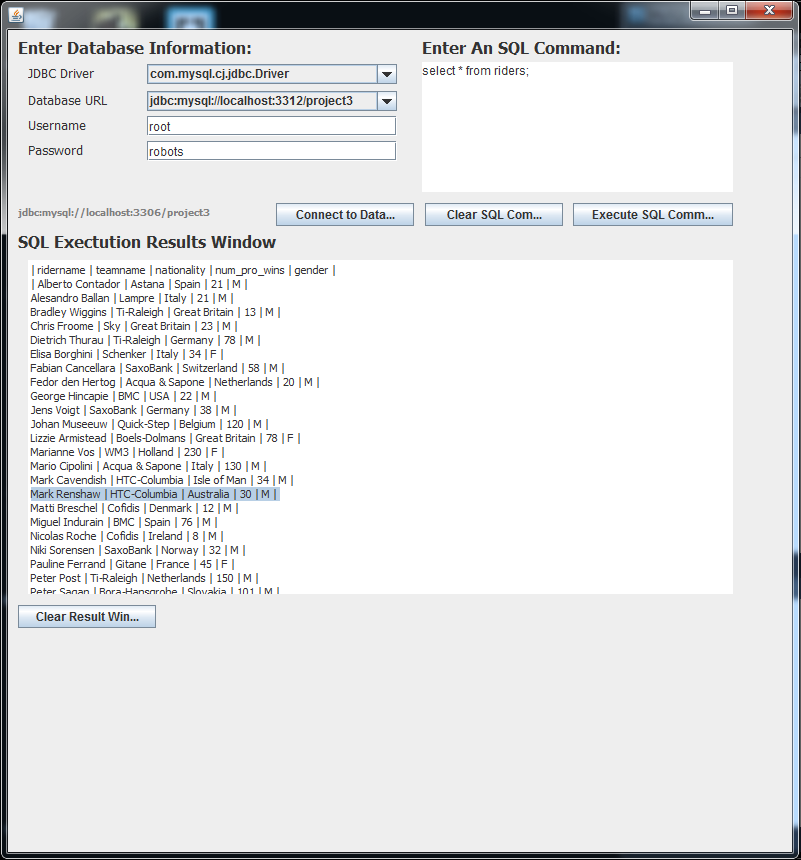 Enter Database Information:
Enter An SQL Command:
JDBC Driver
com.mysql.cj.jdbc.Driver
select * from riders;
Database URL
jdbc:mysql://localhost:3312/project3
Username
root
Password
robots
jdbc:mysql://localhost:3306/project3
Connect to Data...
Clear SQL Com...
Execute SQL Comm...
SQL Exectution Results Window
| ridername | teamname | nationality | num_pro_wins | gender |
| Alberto Contador | Astana | Spain | 21 | M |
Alesandro Ballan | Lampre | Italy | 21 | M |
Bradley Wiggins | Ti-Raleigh | Great Britain | 13 | M |
Chris Froome | Sky | Great Britain | 23 | M |
Dietrich Thurau | Ti-Raleigh | Germany | 78 | M |
Elisa Borghini | Schenker | Italy | 34 | F |
Fabian Cancellara | SaxoBank | Switzerland | 58 | M |
Fedor den Hertog | Acqua & Sapone | Netherlands | 20 | M |
George Hincapie | BMC | USA | 22 | M |
Jens Voigt | SaxoBank | Germany | 38 | M |
Johan Museeuw | Quick-Step | Belgium | 120 | M |
Lizzie Armistead | Boels-Dolmans | Great Britain | 78 | F |
Marianne Vos | WM3 | Holland | 230 | F |
Mario Cipolini | Acqua & Sapone | Italy | 130 | M |
Mark Cavendish | HTC-Columbia | Isle of Man | 34 | M |
Mark Renshaw | HTC-Columbia | Australia | 30 | M |
Matti Breschel | Cofidis | Denmark | 12 | M |
Miguel Indurain | BMC | Spain | 76 | M |
Nicolas Roche | Cofidis | Ireland | 8 | M |
Niki Sorensen | SaxoBank | Norway | 32 | M |
Pauline Ferrand | Gitane | France | 45 | F |
Peter Post | Ti-Raleigh | Netherlands | 150 | M |
Peter Sagan | Bora-Hansgrohe | Slovakia | 101 | M |
Clear Result Win...